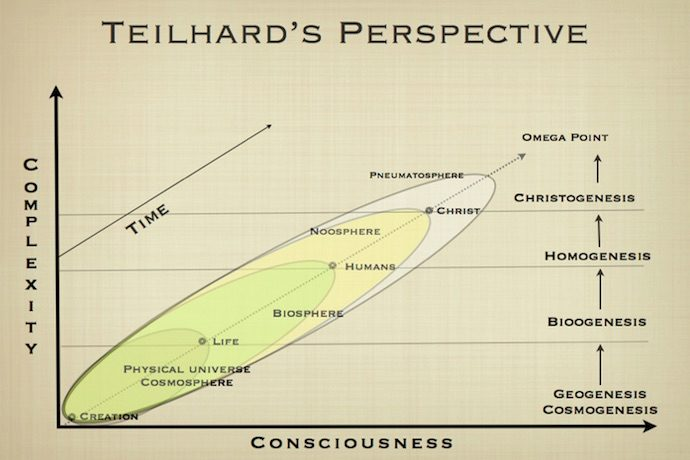 TEILHARD'S PERSPECTIVE
OMEGA POINT
PNEUMATOSPHERE
CHRISTOGENESIS
CHRIST
TIME
NOOSPHERE
HOMOGENESIS
HUMANS
COMPLEXITY
BIOSPHERE
BIOOGENESIS
LIFE
PHYSICAL UNIVERSE
COSMOSPHERE
GEOGENESIS
COSMOGENESIS
CREATION
CONSCIOUSNESS